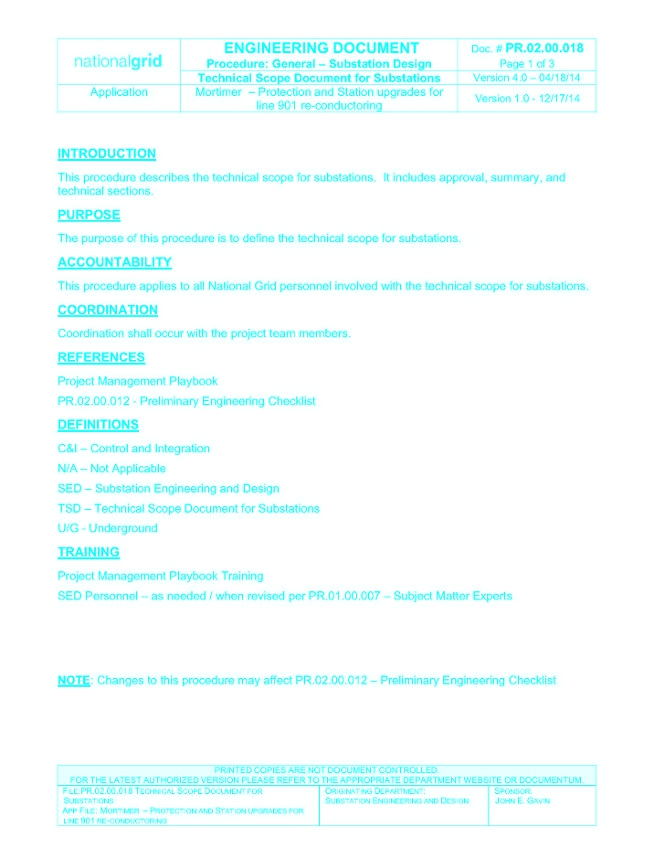 nationalgrid
ENGINEERING DOCUMENT
Procedure: General – Substation Design
Technical Scope Document for Substations
Doc. # PR.02.00.018
Page 1 of 3
Version 4.0 – 04/18/14
Application
Mortimer – Protection and Station upgrades for
line 901 re-conductoring
Version 1.0 - 12/17/14
INTRODUCTION
This procedure describes the technical scope for substations. It includes approval, summary, and
technical sections.
PURPOSE
The purpose of this procedure is to define the technical scope for substations.
ACCOUNTABILITY
This procedure applies to all National Grid personnel involved with the technical scope for substations.
COORDINATION
Coordination shall occur with the project team members.
REFERENCES
Project Management Playbook
PR.02.00.012 - Preliminary Engineering Checklist
DEFINITIONS
C&I – Control and Integration
N/A – Not Applicable
SED – Substation Engineering and Design
TSD – Technical Scope Document for Substations
U/G - Underground
TRAINING
Project Management Playbook Training
SED Personnel – as needed / when revised per PR.01.00.007 – Subject Matter Experts
NOTE: Changes to this procedure may affect PR.02.00.012 – Preliminary Engineering Checklist
PRINTED COPIES ARE NOT DOCUMENT CONTROLLED.
FOR THE LATEST AUTHORIZED VERSION PLEASE REFER TO THE APPROPRIATE DEPARTMENT WEBSITE OR DOCUMENTUM.
FILE:PR.02.00.018 TECHNICAL SCOPE DOCUMENT FOR
SUBSTATIONS
APP FILE: MORTIMER – PROTECTION AND STATION UPGRADES FOR
LINE 901 RE-CONDUCTORING
ORIGINATING DEPARTMENT:
SUBSTATION ENGINEERING AND DESIGN
SPONSOR:
JOHN E. GAVIN